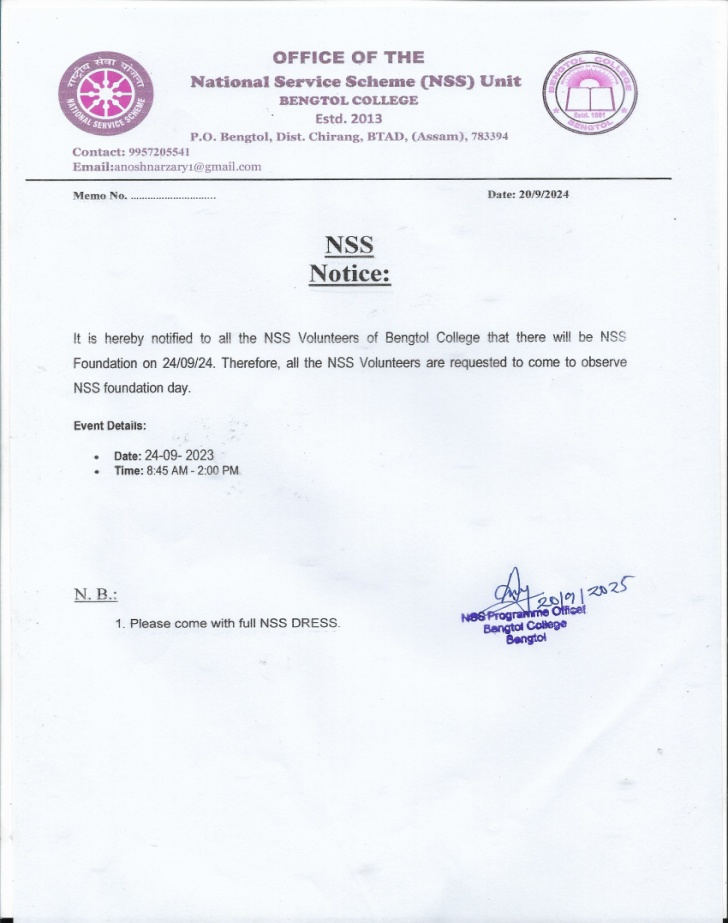 राष्ट्रीय सेवा योजना
NATIONAL SERVICE SCHEME
OFFICE OF THE
National Service Scheme (NSS) Unit
BENGTOL COLLEGE
Estd. 2013
P.O. Bengtol, Dist. Chirang, BTAD, (Assam), 783394
BENGTOL COLLEGE
Estd. 1991
BENGTOL
Contact: 9957205541
Email:anoshnarzary1@gmail.com
Memo No. ..............................
Date: 20/9/2024
NSS
Notice:
It is hereby notified to all the NSS Volunteers of Bengtol College that there will be NSS
Foundation on 24/09/24. Therefore, all the NSS Volunteers are requested to come to observe
NSS foundation day.
Event Details:
• Date: 24-09- 2023
• Time: 8:45 AM - 2:00 PM
N. B.:
1. Please come with full NSS DRESS.
20/9/2025
NSS Programme Officer
Bengtol College
Bengtol